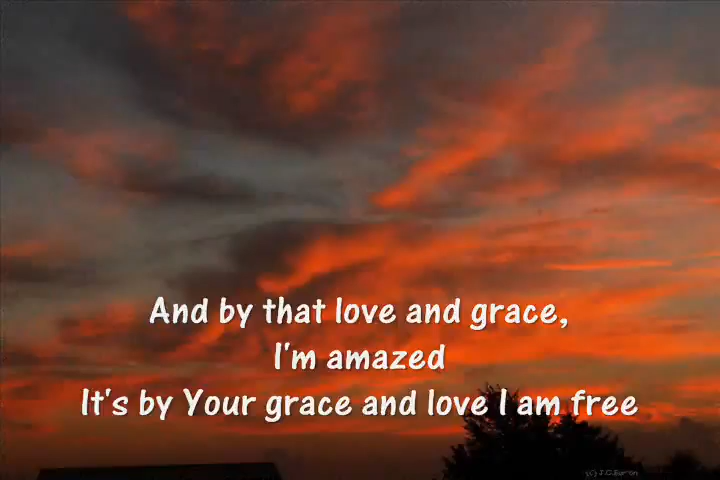 And by that love and grace,
I'm amazed
It's by Your grace and love I am free